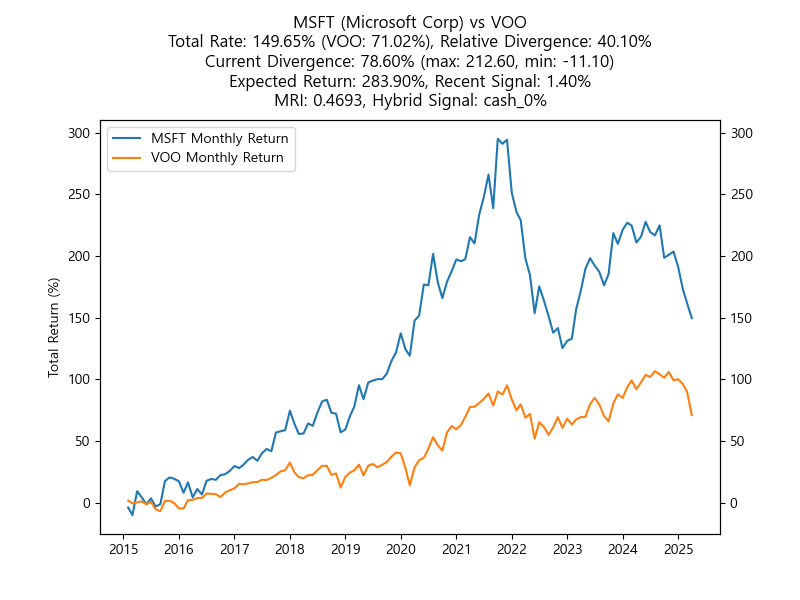 MSFT (Microsoft Corp) vs VOO
Total Rate: 149.65% (VOO: 71.02%), Relative Divergence: 40.10%
Current Divergence: 78.60% (max: 212.60, min: -11.10)
Expected Return: 283.90%, Recent Signal: 1.40%
MRI: 0.4693, Hybrid Signal: cash_0%
MSFT Monthly Return
VOO Monthly Return
Total Return (%)
300
250
200
150
100
50
0
300
250
200
150
100
50
0
2015 2016 2017 2018 2019 2020 2021 2022 2023 2024 2025